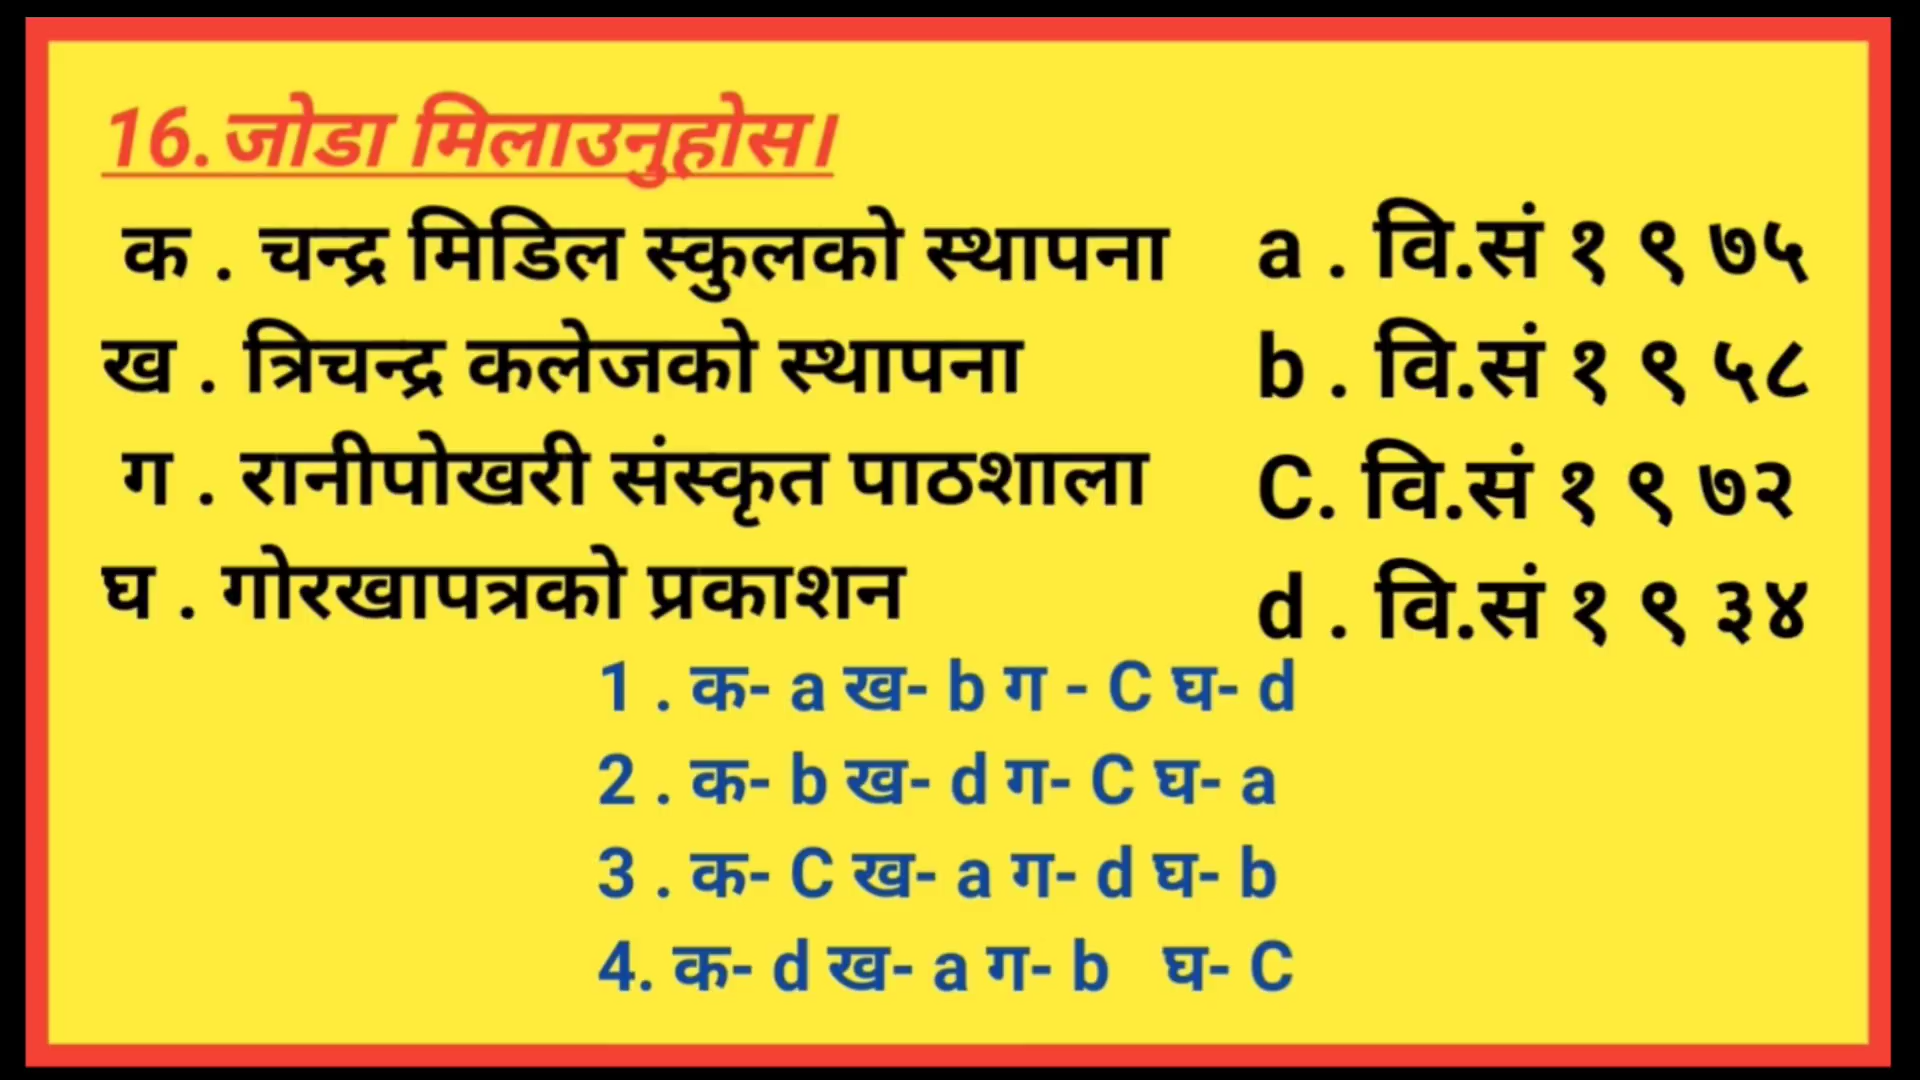 16.जोडा मिलाउनुहोस।
क . चन्द्र मिडिल स्कुलको स्थापना a . वि.सं १ ९ ७५
ख . त्रिचन्द्र कलेजको स्थापना b . वि.सं १ ९ ५८
ग . रानीपोखरी संस्कृत पाठशाला C. वि.सं १ ९ ७२
घ . गोरखापत्रको प्रकाशन d . वि.सं १ ९ ३४
1 . क- a ख- b ग - C घ- d
2 . क- b ख- d ग- C घ- a
3 . क- C ख- a ग- d घ- b
4. क- d ख- a ग- b घ- C